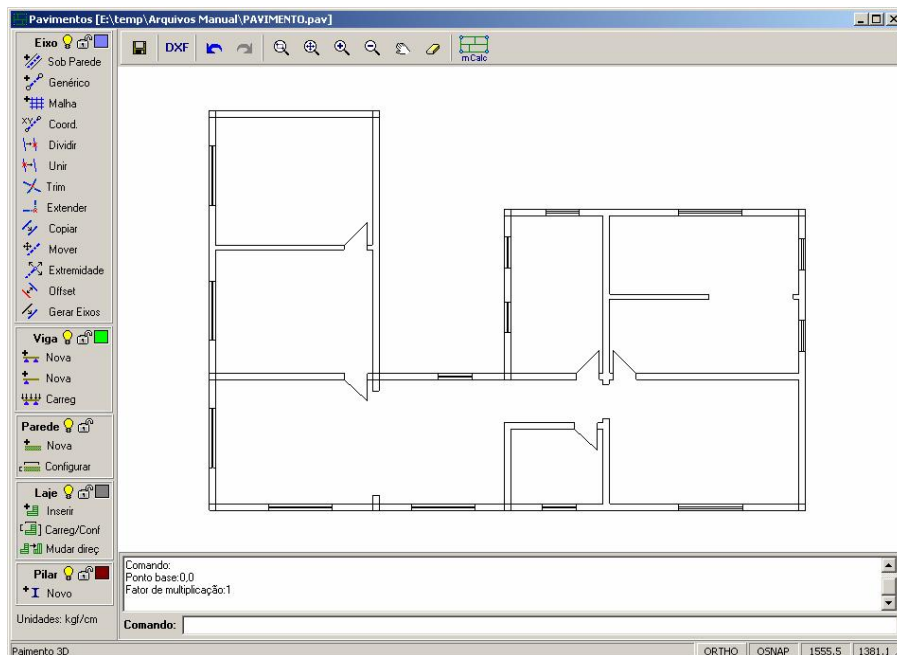 Pavimentos [E:\temp\Arquivos Manual\PAVIMENTO.pav]
Eixo
Sob Parede
Genérico
Malha
Coord.
Dividir
Unir
Trim
Extender
Copiar
Mover
Extremidade
Offset
Gerar Eixos
Viga
Nova
Nova
Carreg
Parede
Nova
Configurar
Laje
Inserir
Carreg/Conf
Mudar direç
Pilar
Novo
Unidades: kgf/cm
DXF
mCalc
Comando:
Ponto base:0,0
Fator de multiplicação:1
Comando:
Paimento 3D
ORTHO
OSNAP
1555.5
1381.1